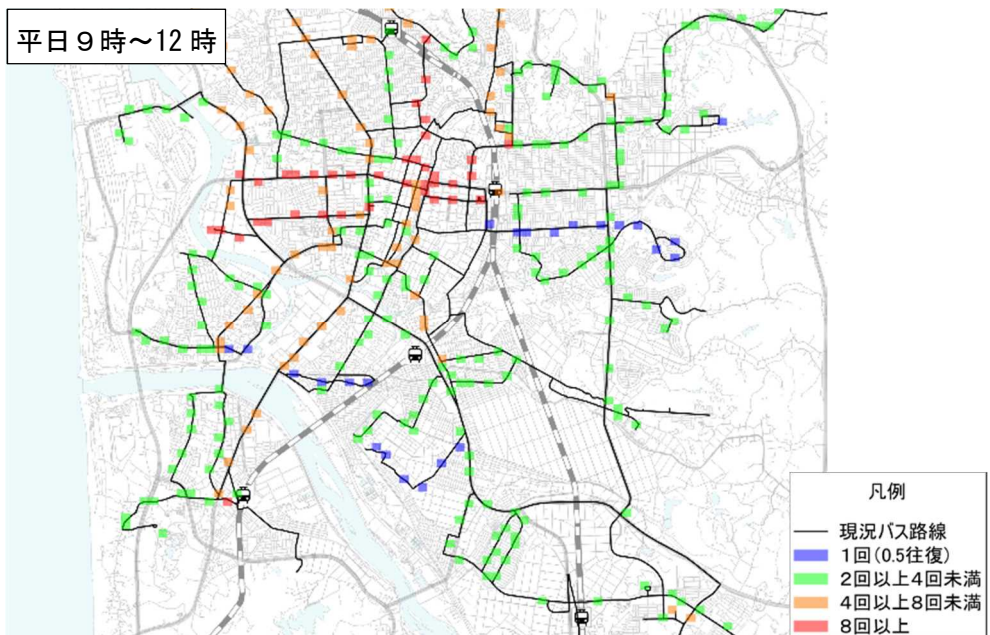 平日９時～12時
凡例
現況バス路線
1回(0.5往復)
2回以上4回未満
4回以上8回未満
8回以上